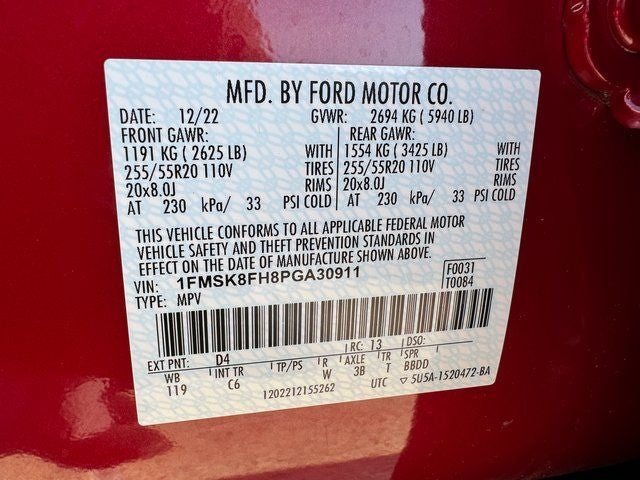 MFD. BY FORD MOTOR CO.
DATE: 12/22 GVWR: 2694 KG ( 5940 LB)
FRONT GAWR: REAR GAWR:
1191 KG ( 2625 LB) WITH 1554 KG ( 3425 LB) WITH
255/55R20 110V TIRES 255/55R20 110V TIRES
20x8.0J RIMS 20x8.0J RIMS
AT 230 kPa/ 33 PSI COLD AT 230 kPa/ 33 PSI COLD
THIS VEHICLE CONFORMS TO ALL APPLICABLE FEDERAL MOTOR
VEHICLE SAFETY AND THEFT PREVENTION STANDARDS IN
EFFECT ON THE DATE OF MANUFACTURE SHOWN ABOVE.
VIN: 1FMSK8FH8PGA30911 F0031
TYPE: MPV T0084
EXT PNT: D4 RC: 13 DSO:
WB INT TR TP/PS R AXLE TR SPR
119 C6 W 3B T BBDD
1202212155262 UTC ▽ 5U5A-1520472-BA